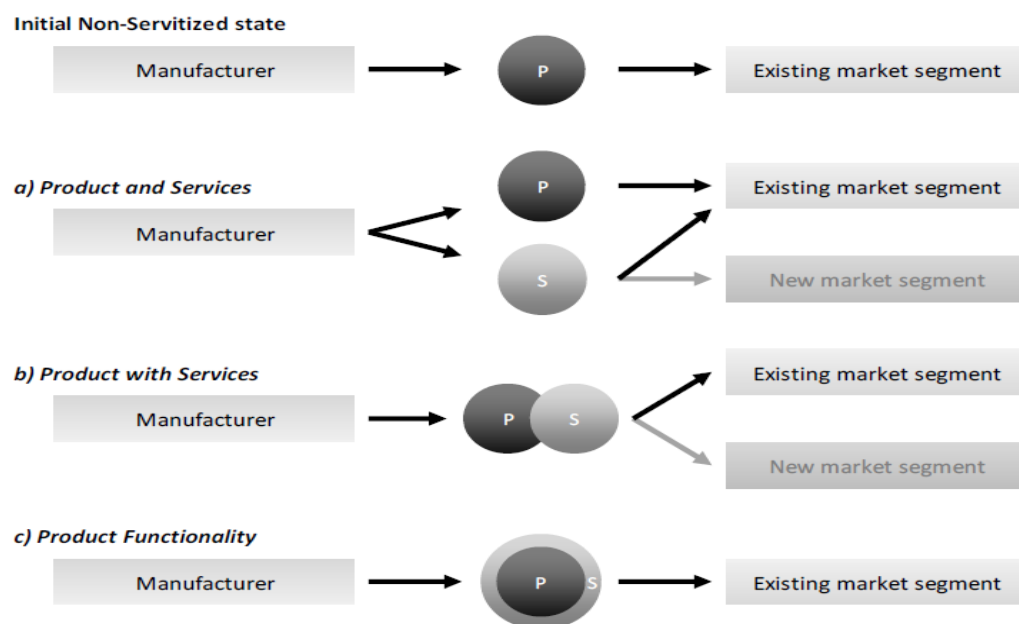 Initial Non-Servitized state
Manufacturer P Existing market segment
P
a) Product and Services Existing market segment
Manufacturer
S New market segment
b) Product with Services Existing market segment
Manufacturer P S
New market segment
c) Product Functionality
Manufacturer P S Existing market segment